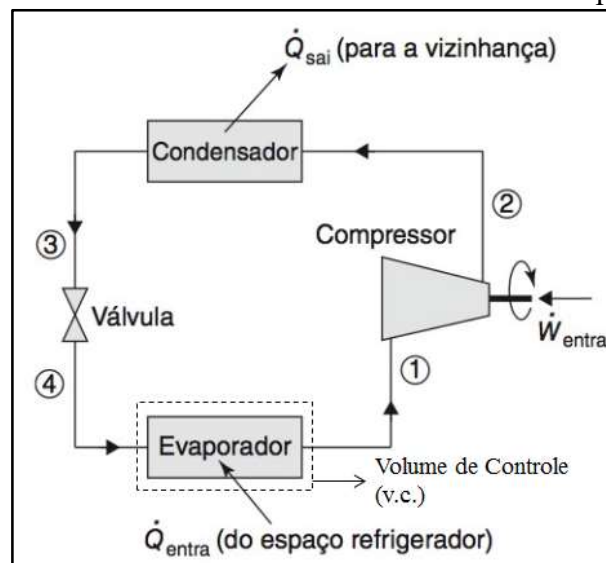 Q̇sai (para a vizinhança)
Condensador
②
Compressor
③
Válvula
Ẇentra
④
①
Evaporador
Volume de Controle
(v.c.)
Q̇entra (do espaço refrigerador)